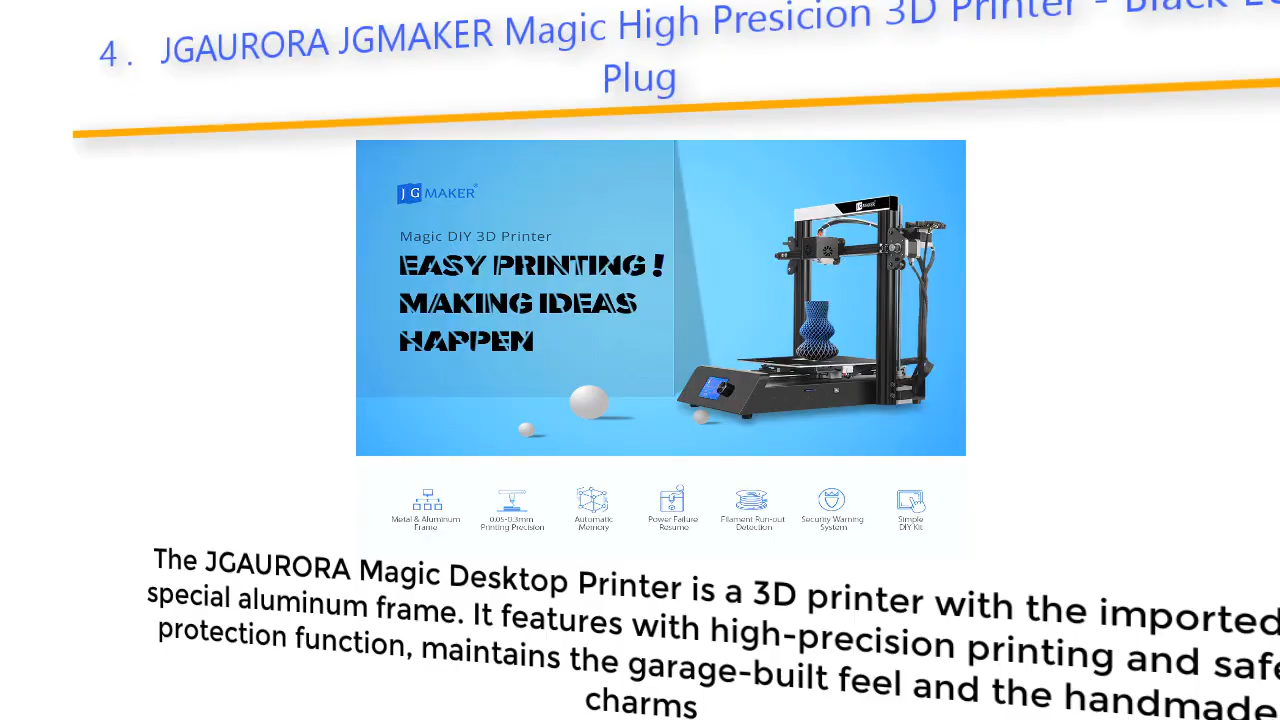 4. JGAURORA JGMAKER Magic High Presicion 3D Printer - Black
Plug
JG MAKER
Magic DIY 3D Printer
EASY PRINTING!
MAKING IDEAS
HAPPEN
Metal & Aluminum
Frame
0.05-0.3mm
Printing Precision
Automatic
Memory
Power Failure
Resume
Filament Run-out
Detection
Security Warning
System
Simple
DIY Kit
The JGAURORA Magic Desktop Printer is a 3D printer with the imported
special aluminum frame. It features with high-precision printing and safe
protection function, maintains the garage-built feel and the handmade
charms